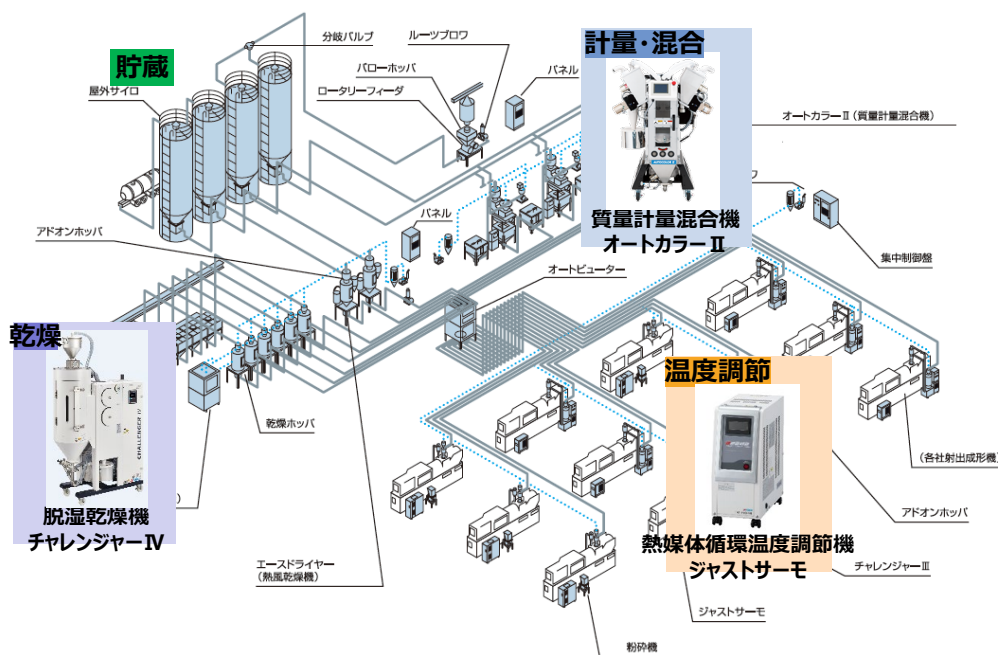 分岐バルブ
ルーツブロワ
計量・混合
貯蔵
バローホッパ
パネル
屋外サイロ
ロータリーフィーダ
オートカラーⅡ(質量計量混合機)
パネル
質量計量混合機
オートカラーⅡ
アドオンホッパ
集中制御盤
オートビューター
乾燥
温度調節
CHALLENGER Ⅳ
乾燥ホッパ
(各社射出成形機)
脱湿乾燥機
チャレンジャーⅣ
アドオンホッパ
熱媒体循環温度調節機
ジャストサーモ
エースドライヤー
(熱風乾燥機)
チャレンジャーⅢ
ジャストサーモ
粉砕機